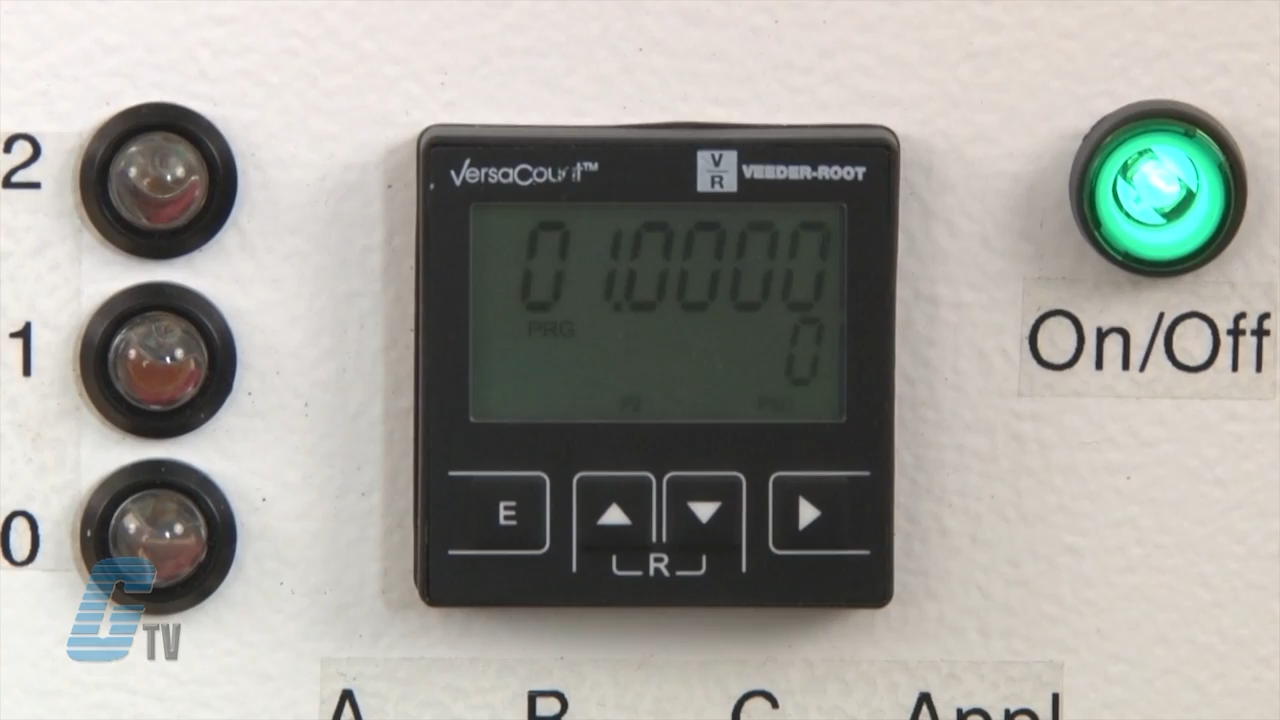 2
1
0
VersaCount™
V
R
VEEDER-ROOT
01.0000
PRG
0
E
R
On/Off
G
TV
A B C Appl